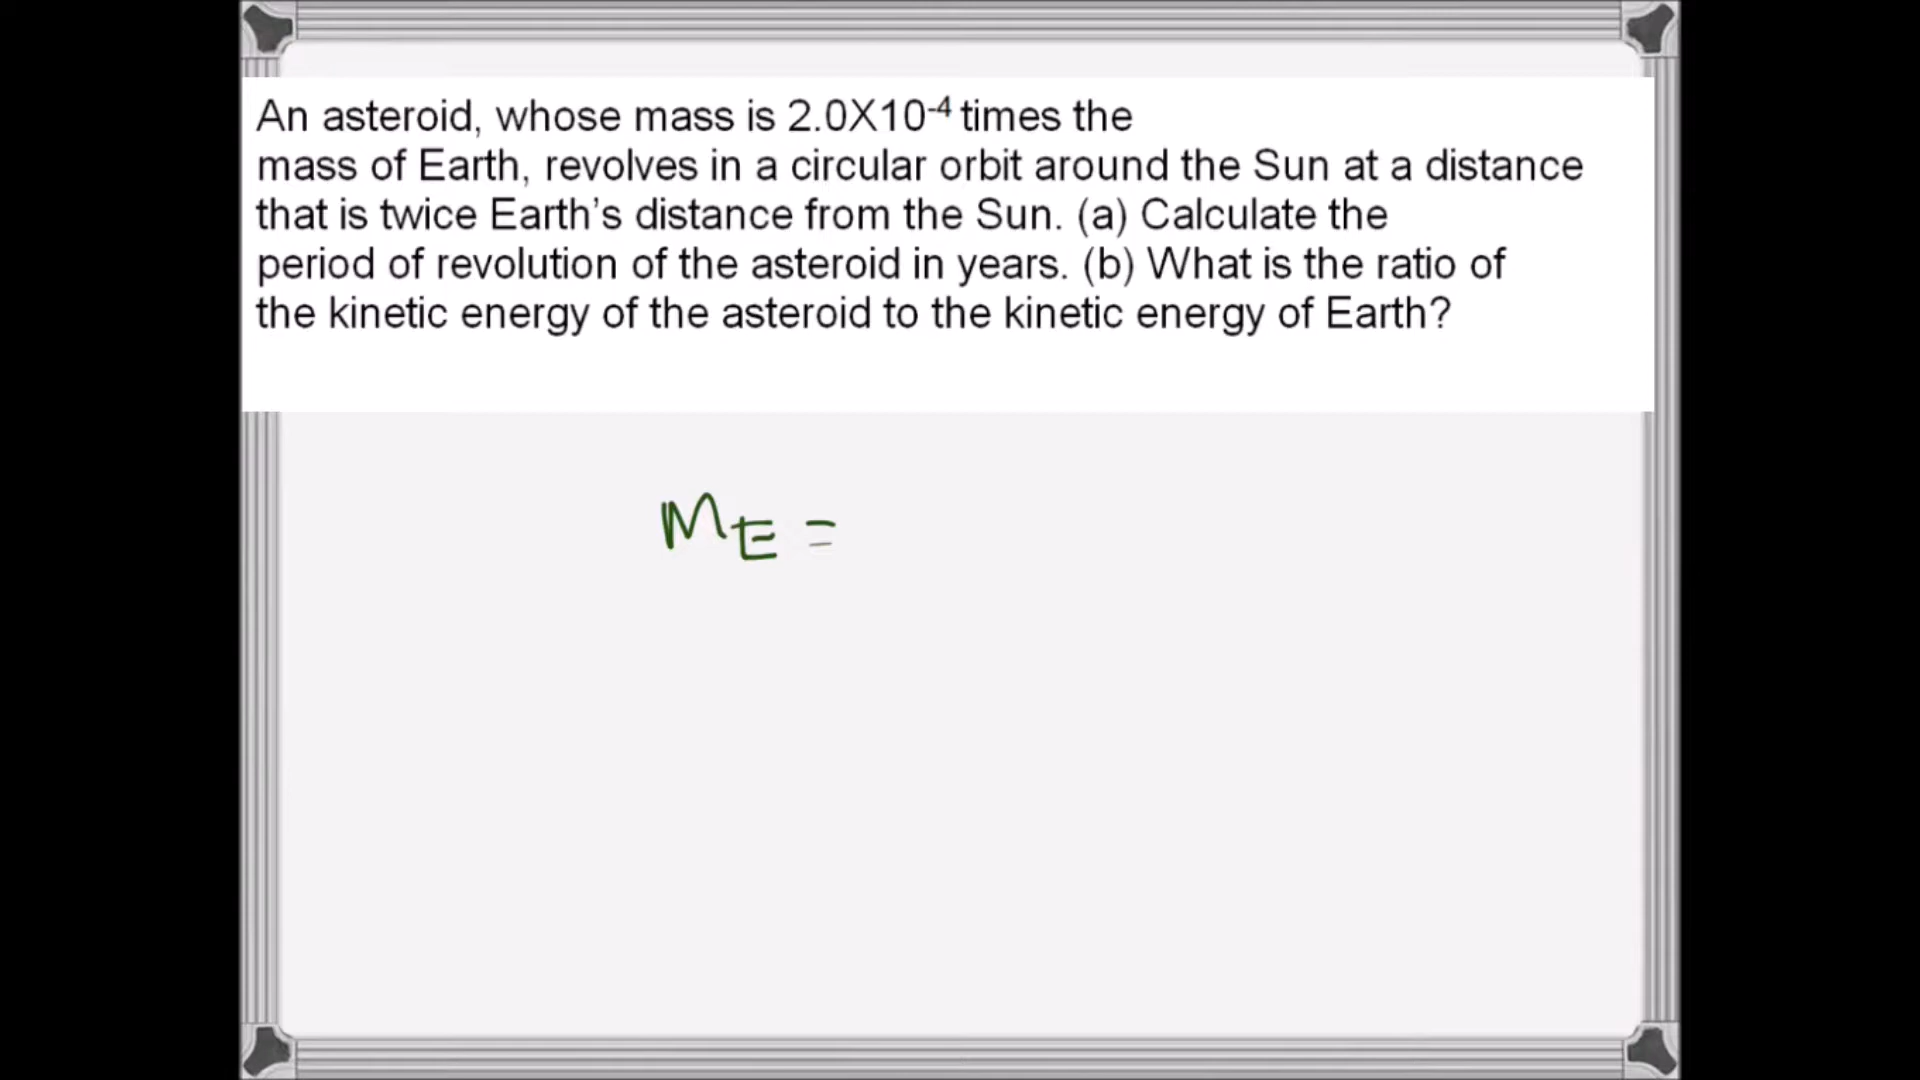 An asteroid, whose mass is 2.0X10⁻⁴ times the
mass of Earth, revolves in a circular orbit around the Sun at a distance
that is twice Earth’s distance from the Sun. (a) Calculate the
period of revolution of the asteroid in years. (b) What is the ratio of
the kinetic energy of the asteroid to the kinetic energy of Earth?
M_E =